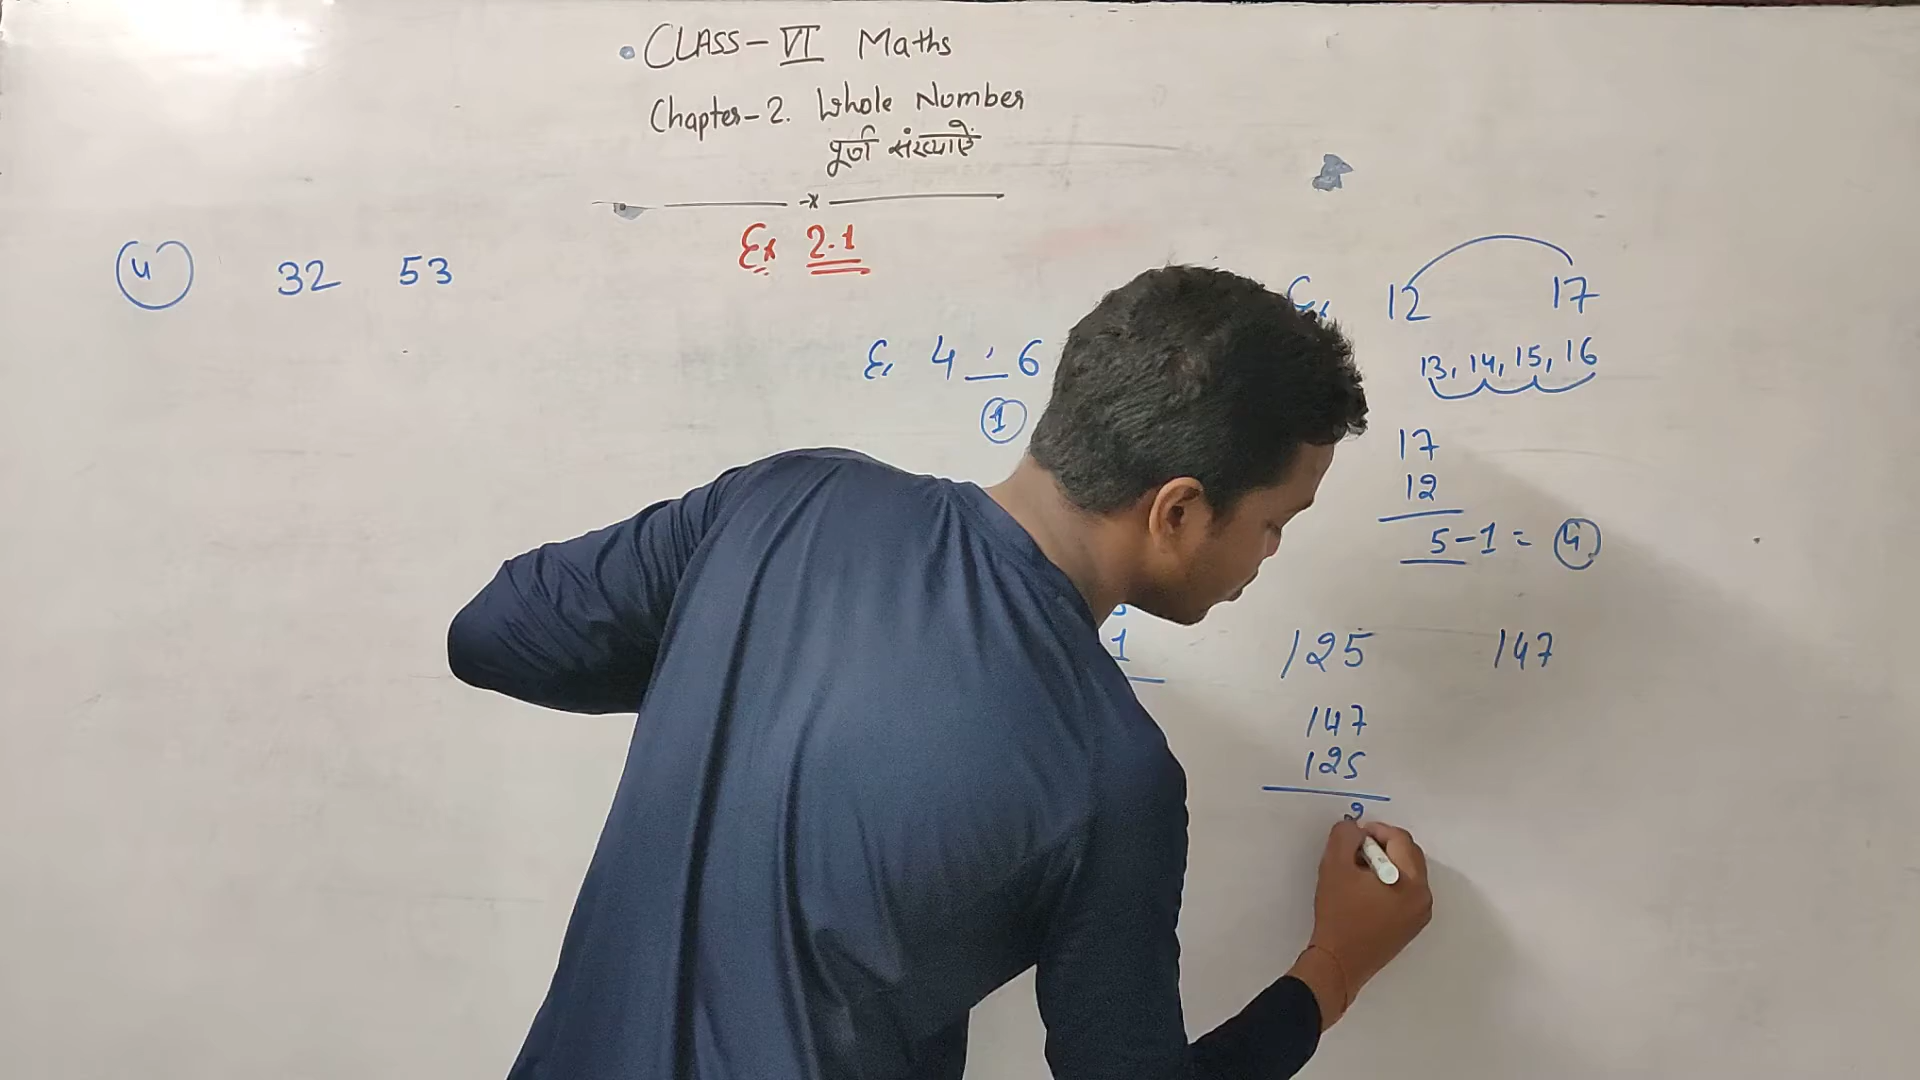 CLASS-VI Maths
Chapter-2. Whole Number
पूर्ण संख्याएँ
Ex 2.1
4 32 53
12 17
E. 4 , 6
13, 14, 15, 16
1
17
12
5-1 = 4
1
125 147
147
125
2